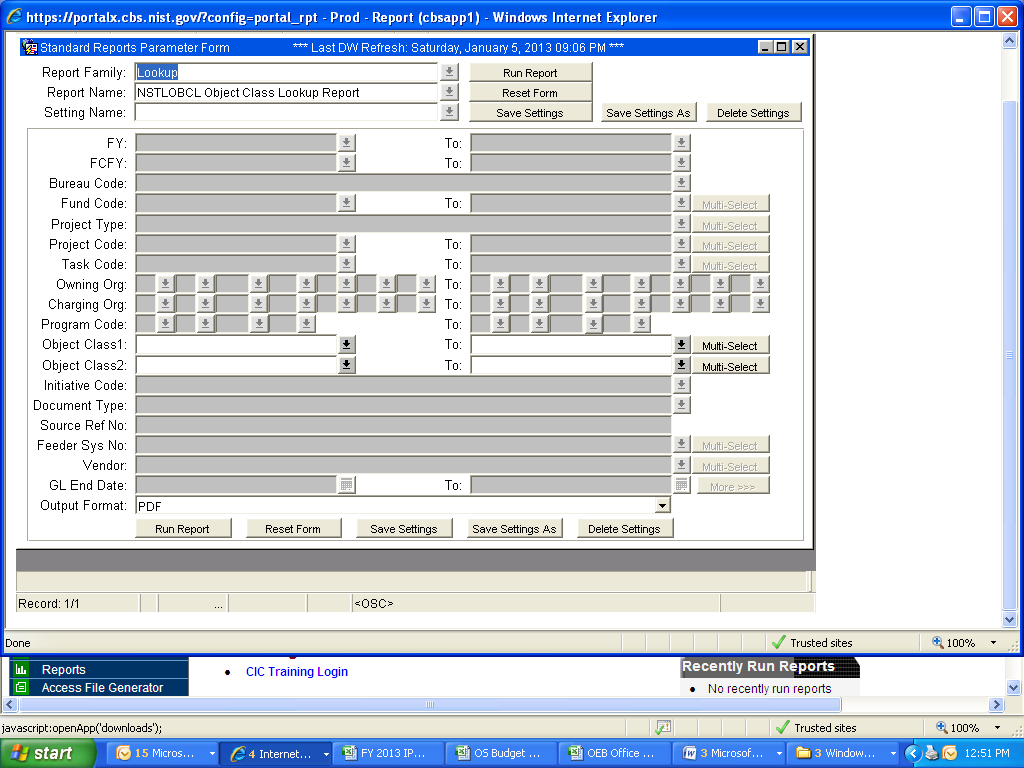 https://portalx.cbs.nist.gov/?config=portal_rpt - Prod - Report (cbsapp1) - Windows Internet Explorer
Standard Reports Parameter Form *** Last DW Refresh: Saturday, January 5, 2013 09:06 PM ***
Report Family: Lookup Run Report
Report Name: NSTLOBCL Object Class Lookup Report Reset Form
Setting Name: Save Settings Save Settings As Delete Settings
FY: To:
FCFY: To:
Bureau Code:
Fund Code: To: Multi-Select
Project Type: Multi-Select
Project Code: To: Multi-Select
Task Code: To: Multi-Select
Owning Org: To:
Charging Org: To:
Program Code: To:
Object Class1: To: Multi-Select
Object Class2: To: Multi-Select
Initiative Code:
Document Type:
Source Ref No:
Feeder Sys No: Multi-Select
Vendor: Multi-Select
GL End Date: To: More >>>
Output Format: PDF
Run Report Reset Form Save Settings Save Settings As Delete Settings
Record: 1/1 ... <OSC>
Done Trusted sites 100%
Reports • CIC Training Login Recently Run Reports
Access File Generator • No recently run reports
javascript:openApp('downloads'); Trusted sites 100%
start 15 Micros... 4 Internet... FY 2013 IP... OS Budget ... OEB Office ... 3 Microsof... 3 Window... 12:51 PM